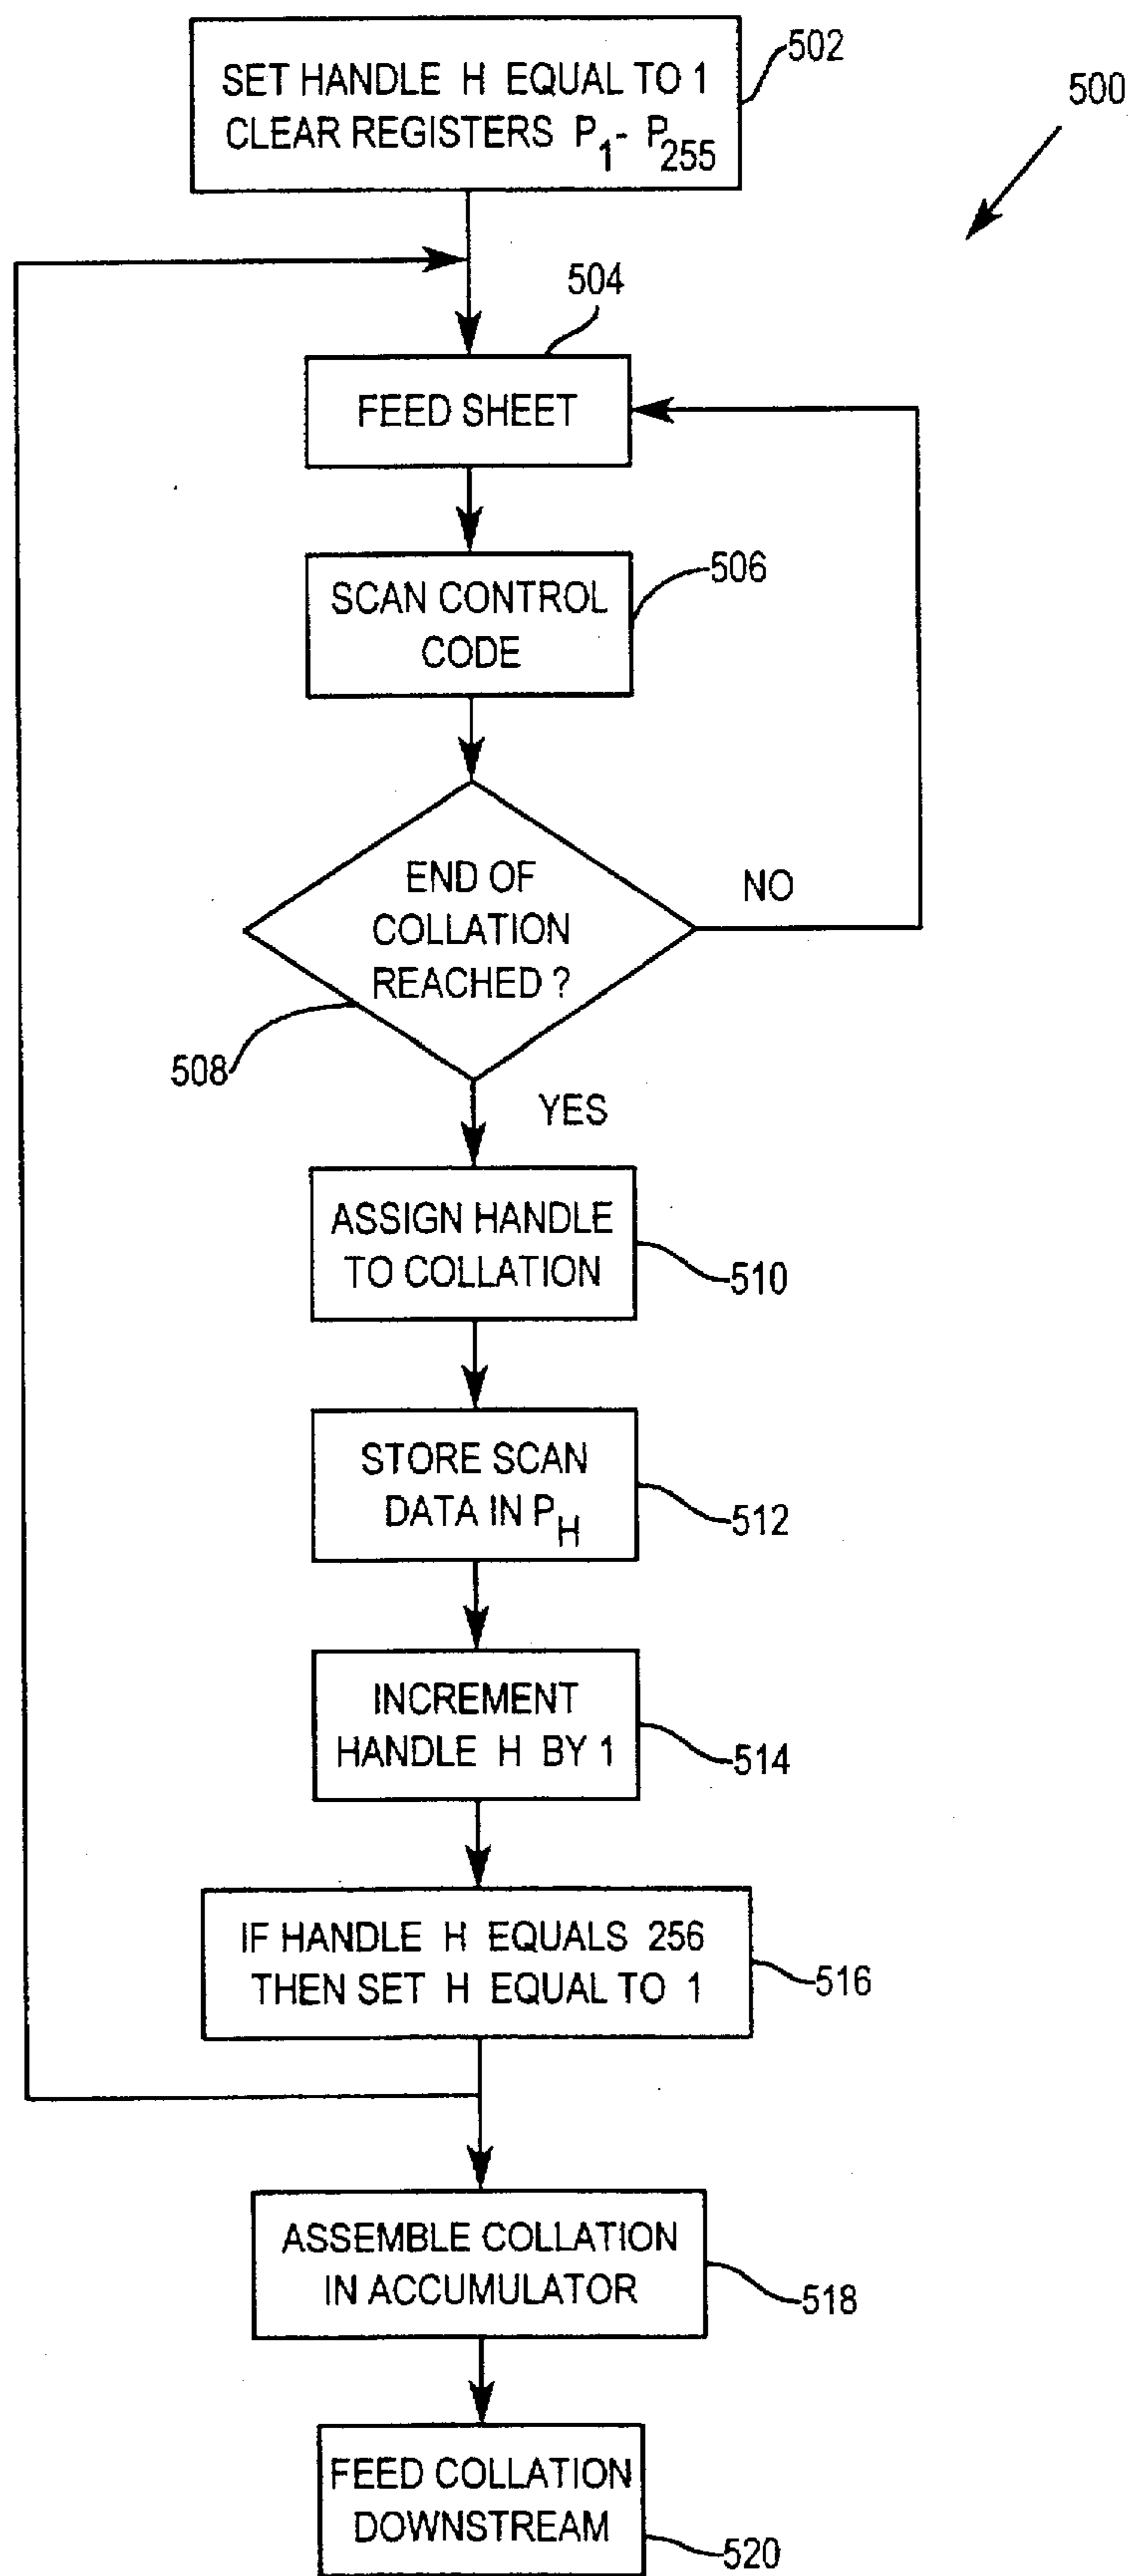 SET HANDLE H EQUAL TO 1
CLEAR REGISTERS P1 - P255
502
500
504
FEED SHEET
SCAN CONTROL
CODE
506
END OF
COLLATION
REACHED ?
NO
508
YES
ASSIGN HANDLE
TO COLLATION
510
STORE SCAN
DATA IN PH
512
INCREMENT
HANDLE H BY 1
514
IF HANDLE H EQUALS 256
THEN SET H EQUAL TO 1
516
ASSEMBLE COLLATION
IN ACCUMULATOR
518
FEED COLLATION
DOWNSTREAM
520